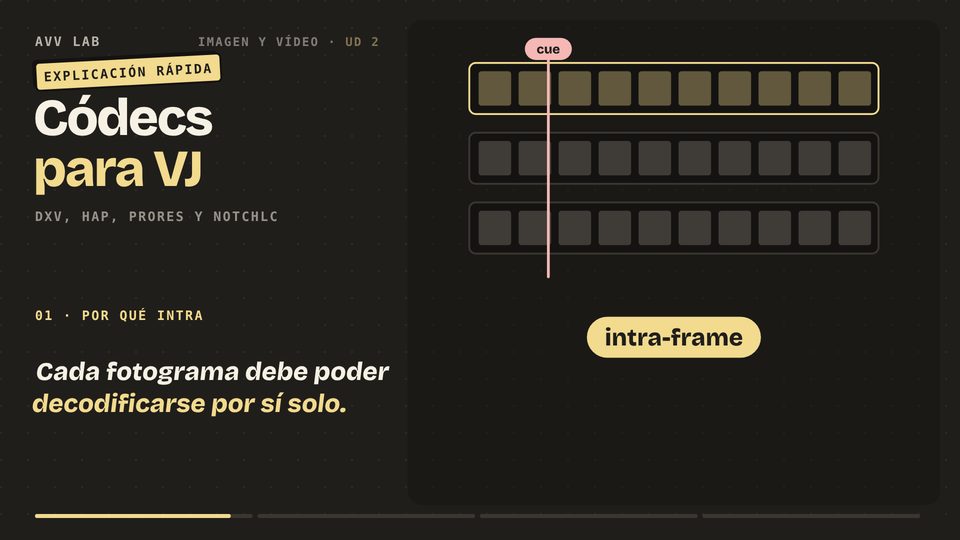 AVV LAB
IMAGEN Y VÍDEO · UD 2
EXPLICACIÓN RÁPIDA
Códecs
para VJ
DXV, HAP, PRORES Y NOTCHLC
01 · POR QUÉ INTRA
Cada fotograma debe poder
decodificarse por sí solo.
cue
intra-frame